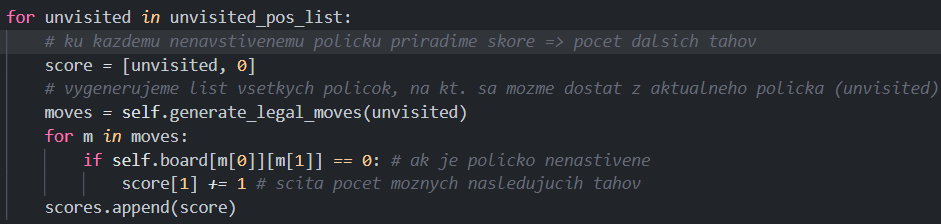 for unvisited in unvisited_pos_list:
# ku kazdemu nenavstivenemu policku priradime skore => pocet dalsich tahov
score = [unvisited, 0]
# vygenerujeme list vsetkych policok, na kt. sa mozme dostat z aktualneho policka (unvisited)
moves = self.generate_legal_moves(unvisited)
for m in moves:
if self.board[m[0]][m[1]] == 0: # ak je policko nenastivene
score[1] += 1 # scita pocet moznych nasledujucih tahov
scores.append(score)